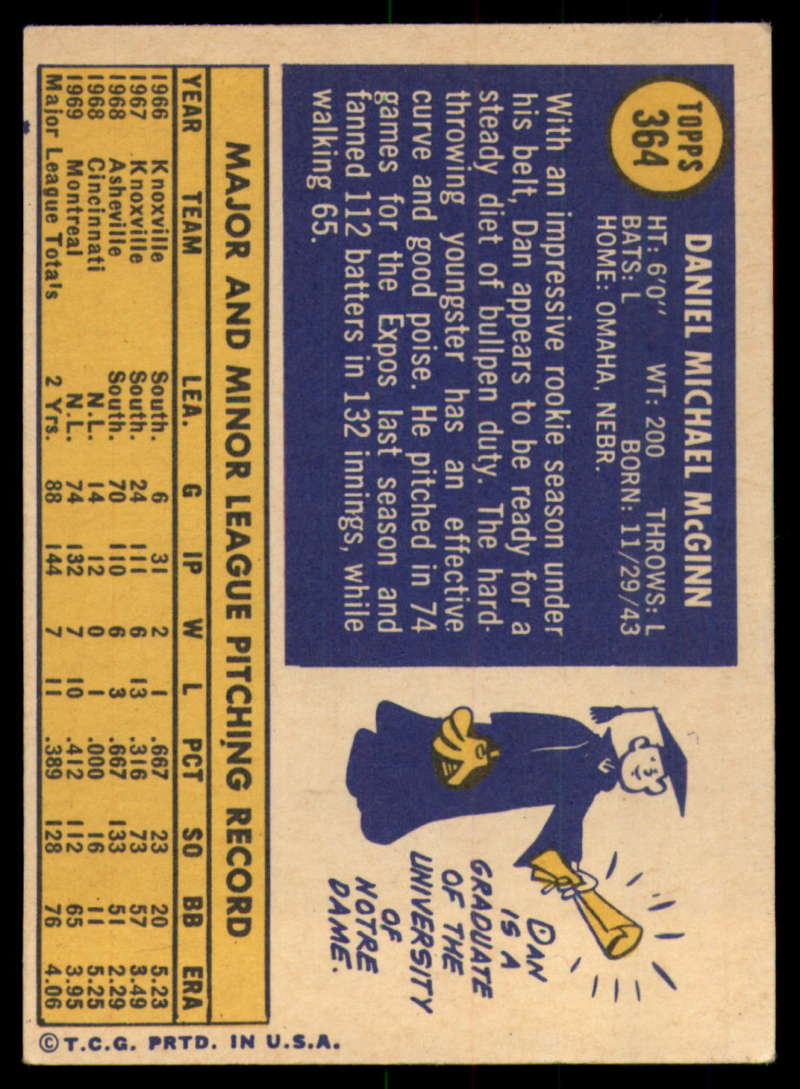 TOPPS
364
DANIEL MICHAEL McGINN
HT: 6'0" WT: 200 THROWS: L
BATS: L BORN: 11/29/43
HOME: OMAHA, NEBR.
With an impressive rookie season under
his belt, Dan appears to be ready for a
steady diet of bullpen duty. The hard-
throwing youngster has an effective
curve and good poise. He pitched in 74
games for the Expos last season and
fanned 112 batters in 132 innings, while
walking 65.
DAN
IS A
GRADUATE
OF THE
UNIVERSITY
OF
NOTRE
DAME.
MAJOR AND MINOR LEAGUE PITCHING RECORD
YEAR TEAM LEA. G IP W L PCT SO BB ERA
1966 Knoxville South. 6 31 2 1 .667 23 20 5.23
1967 Knoxville South. 24 111 6 13 .316 73 57 3.49
1968 Asheville South. 70 110 6 3 .667 133 51 2.29
1968 Cincinnati N.L. 14 12 0 1 .000 16 11 5.25
1969 Montreal N.L. 74 132 7 10 .412 112 65 3.95
Major League Totals 2 Yrs. 88 144 7 11 .389 128 76 4.06
© T.C.G. PRTD. IN U.S.A.